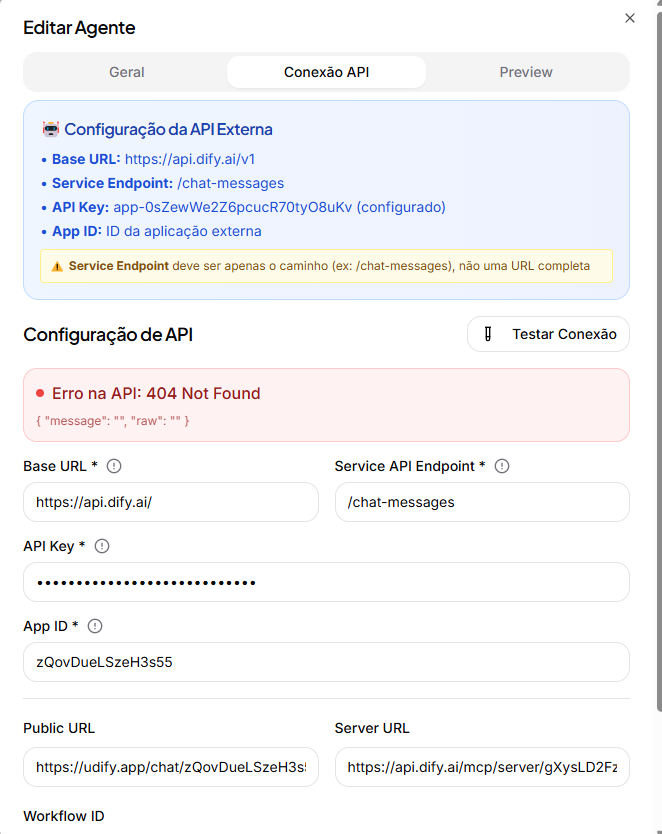 Editar Agente
Geral
Conexão API
Preview
Configuração da API Externa
• Base URL: https://api.dify.ai/v1
• Service Endpoint: /chat-messages
• API Key: app-0sZewWe2Z6pcucR70tyO8uKv (configurado)
• App ID: ID da aplicação externa
Service Endpoint deve ser apenas o caminho (ex: /chat-messages), não uma URL completa
Configuração de API
Testar Conexão
Erro na API: 404 Not Found
{ "message": "", "raw": "" }
Base URL *
Service API Endpoint *
https://api.dify.ai/
/chat-messages
API Key *
••••••••••••••••••••••••••••
App ID *
zQovDueLSzeH3s55
Public URL
Server URL
https://udify.app/chat/zQovDueLSzeH3s
https://api.dify.ai/mcp/server/gXysLD2Fz
Workflow ID